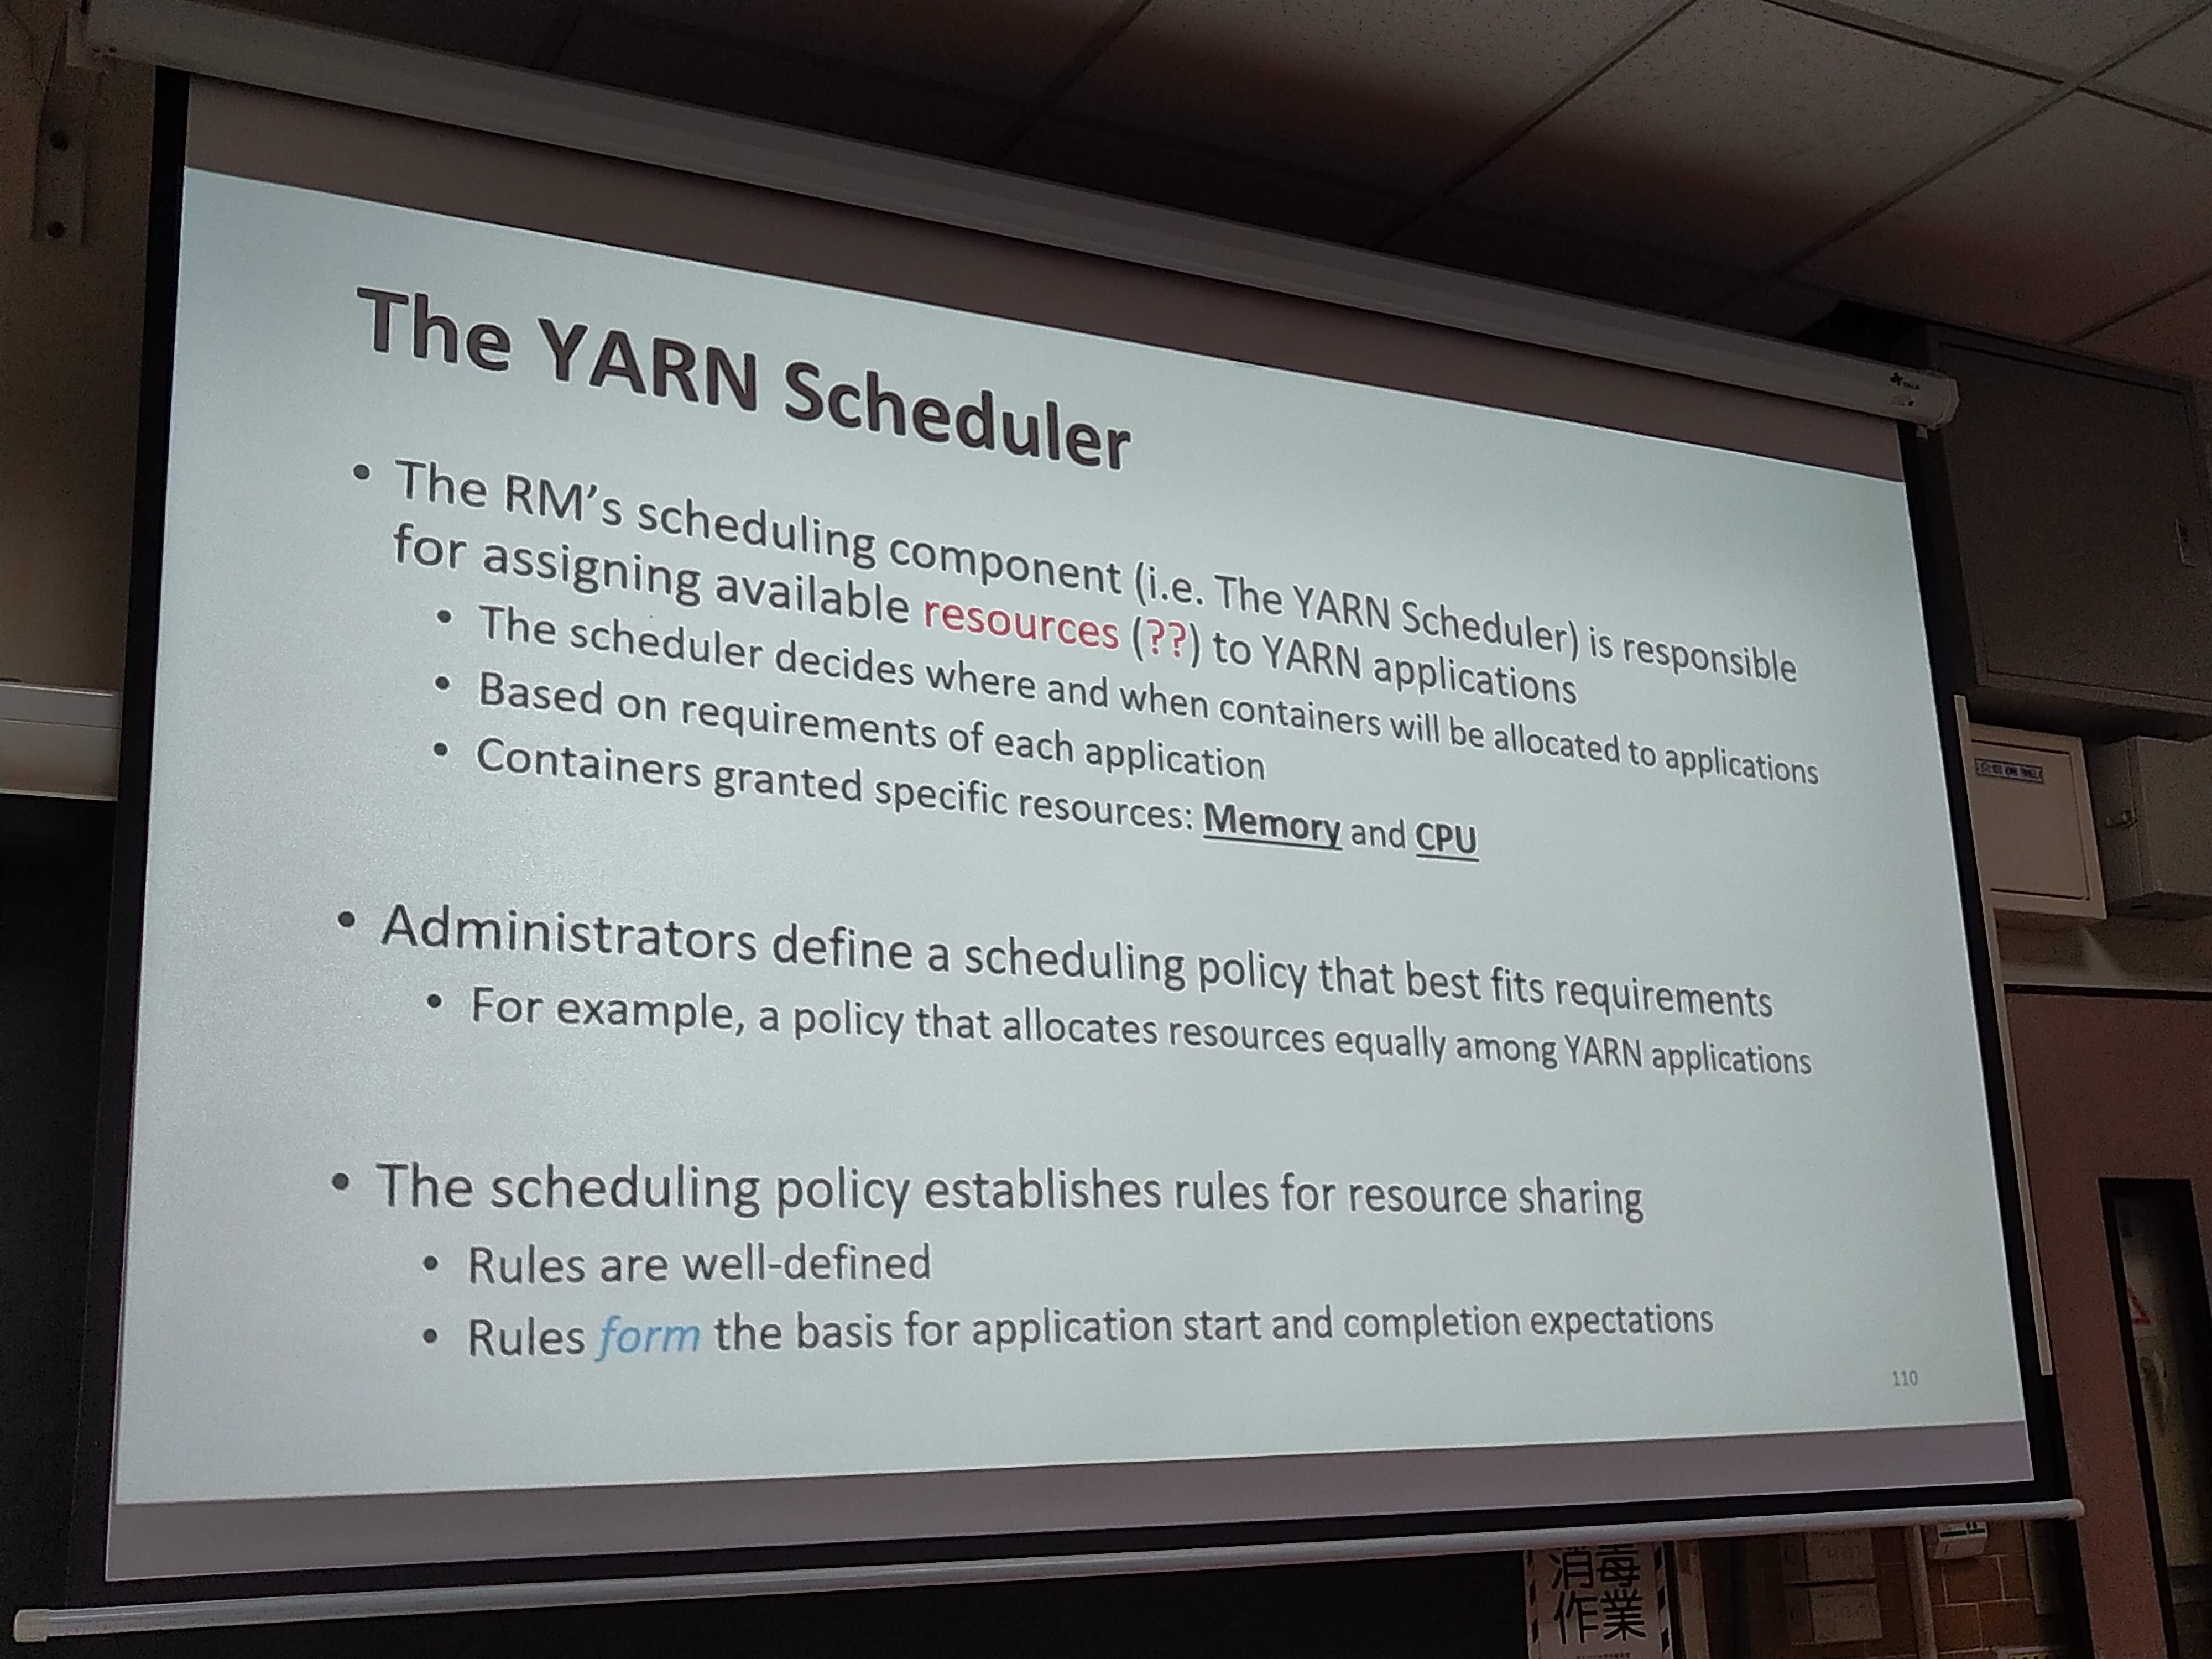 The YARN Scheduler
• The RM's scheduling component (i.e. The YARN Scheduler) is responsible
for assigning available resources (??) to YARN applications
• The scheduler decides where and when containers will be allocated to applications
• Based on requirements of each application
• Containers granted specific resources: Memory and CPU
• Administrators define a scheduling policy that best fits requirements
• For example, a policy that allocates resources equally among YARN applications
• The scheduling policy establishes rules for resource sharing
• Rules are well-defined
• Rules form the basis for application start and completion expectations
110
消毒
作業